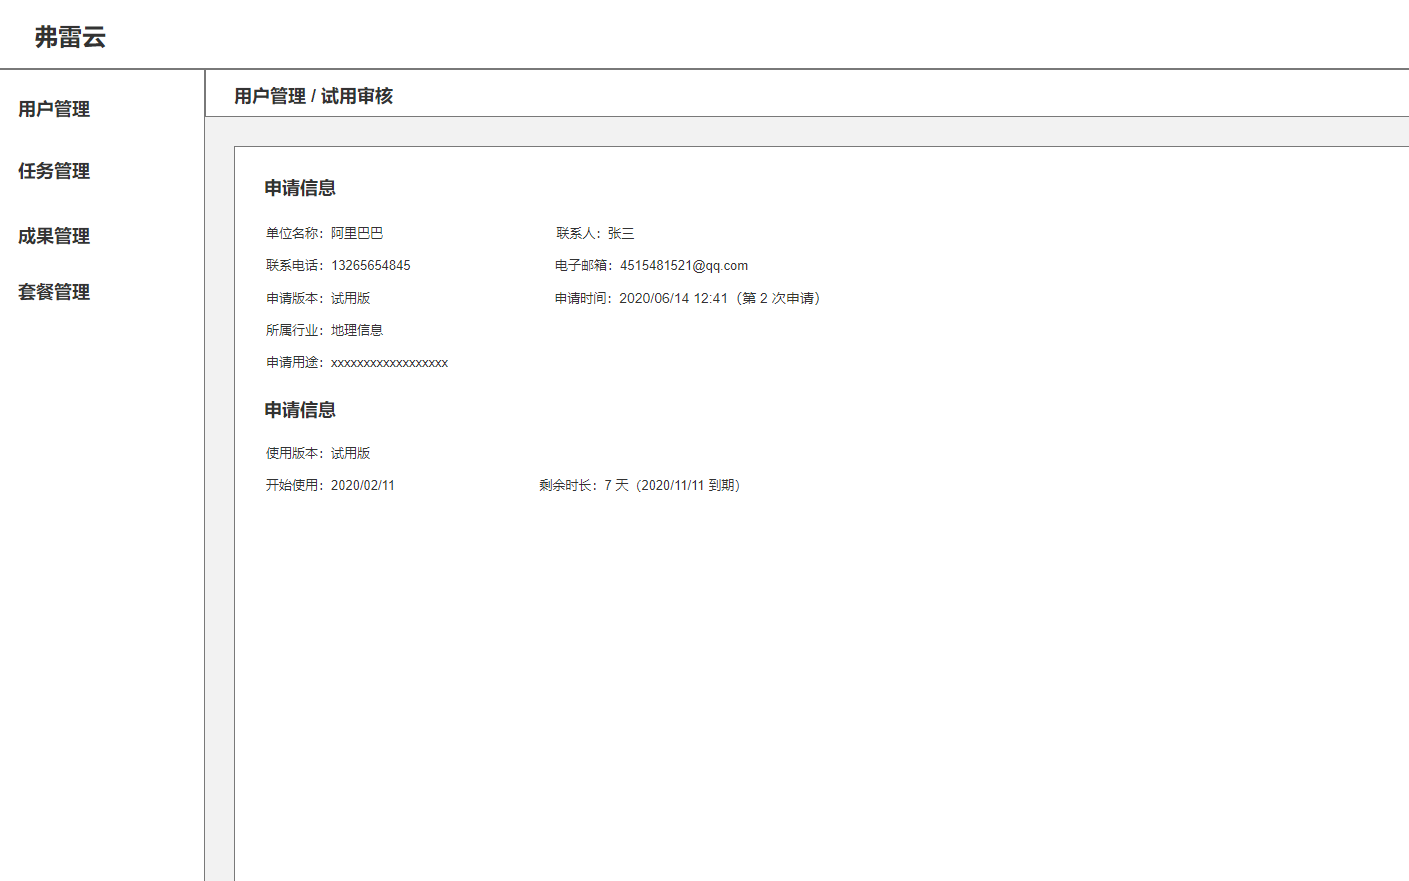 弗雷云
用户管理
任务管理
成果管理
套餐管理
用户管理 / 试用审核
申请信息
单位名称：阿里巴巴
联系人：张三
联系电话：13265654845
电子邮箱：4515481521@qq.com
申请版本：试用版
申请时间：2020/06/14 12:41（第 2 次申请）
所属行业：地理信息
申请用途：xxxxxxxxxxxxxxxxxx
申请信息
使用版本：试用版
开始使用：2020/02/11
剩余时长：7 天（2020/11/11 到期）